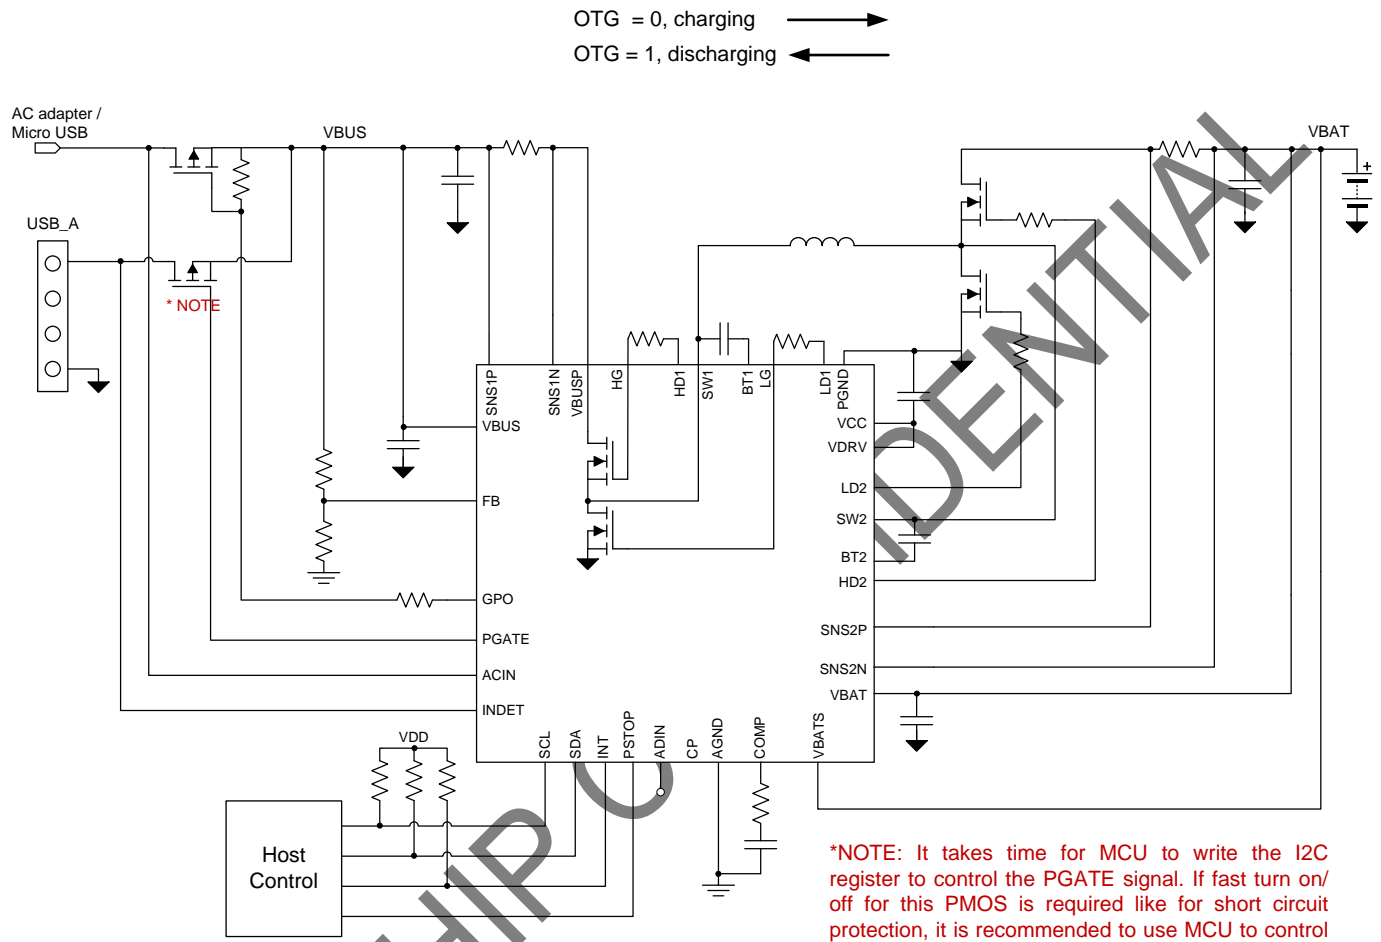 OTG = 0, charging
OTG = 1, discharging
AC adapter /
Micro USB
VBUS
VBAT
+
USB_A
* NOTE
SNS1P
SNS1N
VBUSP
HG
HD1
SW1
BT1
LG
LD1
PGND
VBUS
FB
GPO
PGATE
ACIN
INDET
VCC
VDRV
LD2
SW2
BT2
HD2
SNS2P
SNS2N
VBAT
SCL
SDA
INT
PSTOP
ADIN
CP
AGND
COMP
VBATS
VDD
Host
Control
*NOTE: It takes time for MCU to write the I2C
register to control the PGATE signal. If fast turn on/
off for this PMOS is required like for short circuit
protection, it is recommended to use MCU to control